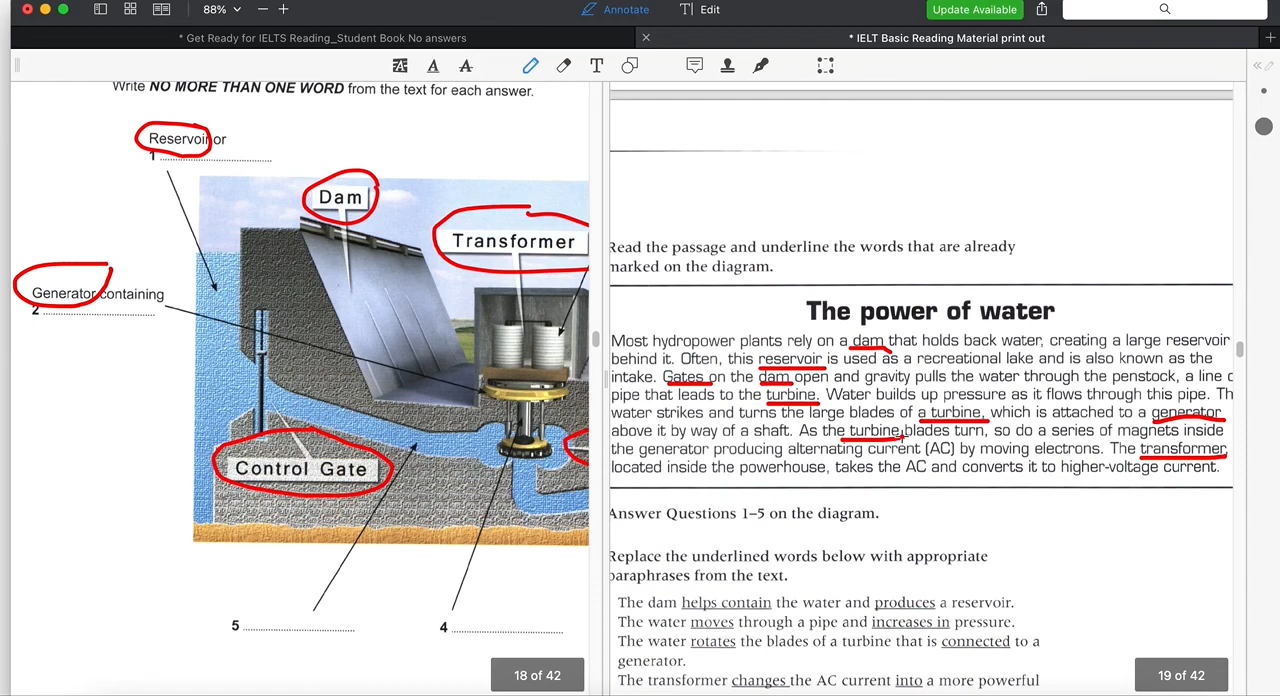 88%
Annotate
Edit
Update Available
* Get Ready for IELTS Reading_Student Book No answers
* IELT Basic Reading Material print out
Write NO MORE THAN ONE WORD from the text for each answer.
Reservoir or
1
Dam
Transformer
Generator containing
2
Control Gate
5
4
18 of 42
Read the passage and underline the words that are already
marked on the diagram.
The power of water
Most hydropower plants rely on a dam that holds back water, creating a large reservoir
behind it. Often, this reservoir is used as a recreational lake and is also known as the
intake. Gates on the dam open and gravity pulls the water through the penstock, a line o
pipe that leads to the turbine. Water builds up pressure as it flows through this pipe. Th
water strikes and turns the large blades of a turbine, which is attached to a generator
above it by way of a shaft. As the turbine blades turn, so do a series of magnets inside
the generator producing alternating current (AC) by moving electrons. The transformer
located inside the powerhouse, takes the AC and converts it to higher-voltage current.
Answer Questions 1–5 on the diagram.
Replace the underlined words below with appropriate
paraphrases from the text.
The dam helps contain the water and produces a reservoir.
The water moves through a pipe and increases in pressure.
The water rotates the blades of a turbine that is connected to a
generator.
The transformer changes the AC current into a more powerful
19 of 42